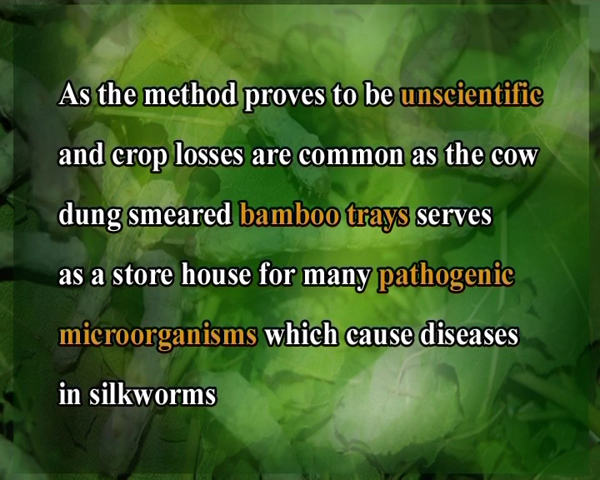 As the method proves to be unscientific
and crop losses are common as the cow
dung smeared bamboo trays serves
as a store house for many pathogenic
microorganisms which cause diseases
in silkworms